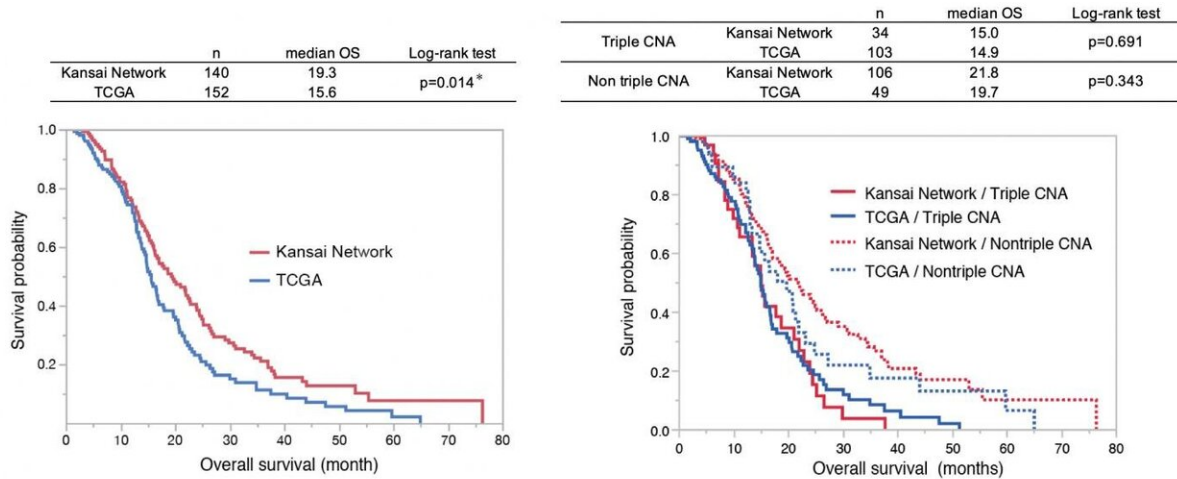 n median OS Log-rank test
Kansai Network 140 19.3 p=0.014*
TCGA 152 15.6
1.0
0.8
0.6
0.4
0.2
Survival probability
Kansai Network
TCGA
0 10 20 30 40 50 60 70 80
Overall survival (month)
n median OS Log-rank test
Triple CNA Kansai Network 34 15.0 p=0.691
TCGA 103 14.9
Non triple CNA Kansai Network 106 21.8 p=0.343
TCGA 49 19.7
1.0
0.8
0.6
0.4
0.2
0.0
Survival probability
Kansai Network / Triple CNA
TCGA / Triple CNA
Kansai Network / Nontriple CNA
TCGA / Nontriple CNA
0 10 20 30 40 50 60 70 80
Overall survival (months)